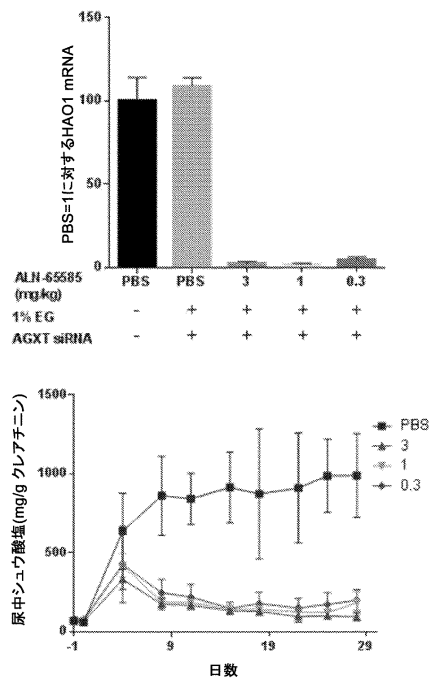 150
100
50
0
PBS=1に対するHAO1 mRNA
ALN-65585 (mg/kg) PBS PBS 3 1 0.3
1% EG - + + + +
AGXT siRNA - + + + +
1500
1000
500
0
尿中シュウ酸塩(mg/g クレアチニン)
PBS
3
1
0.3
-1 9 19 29
日数